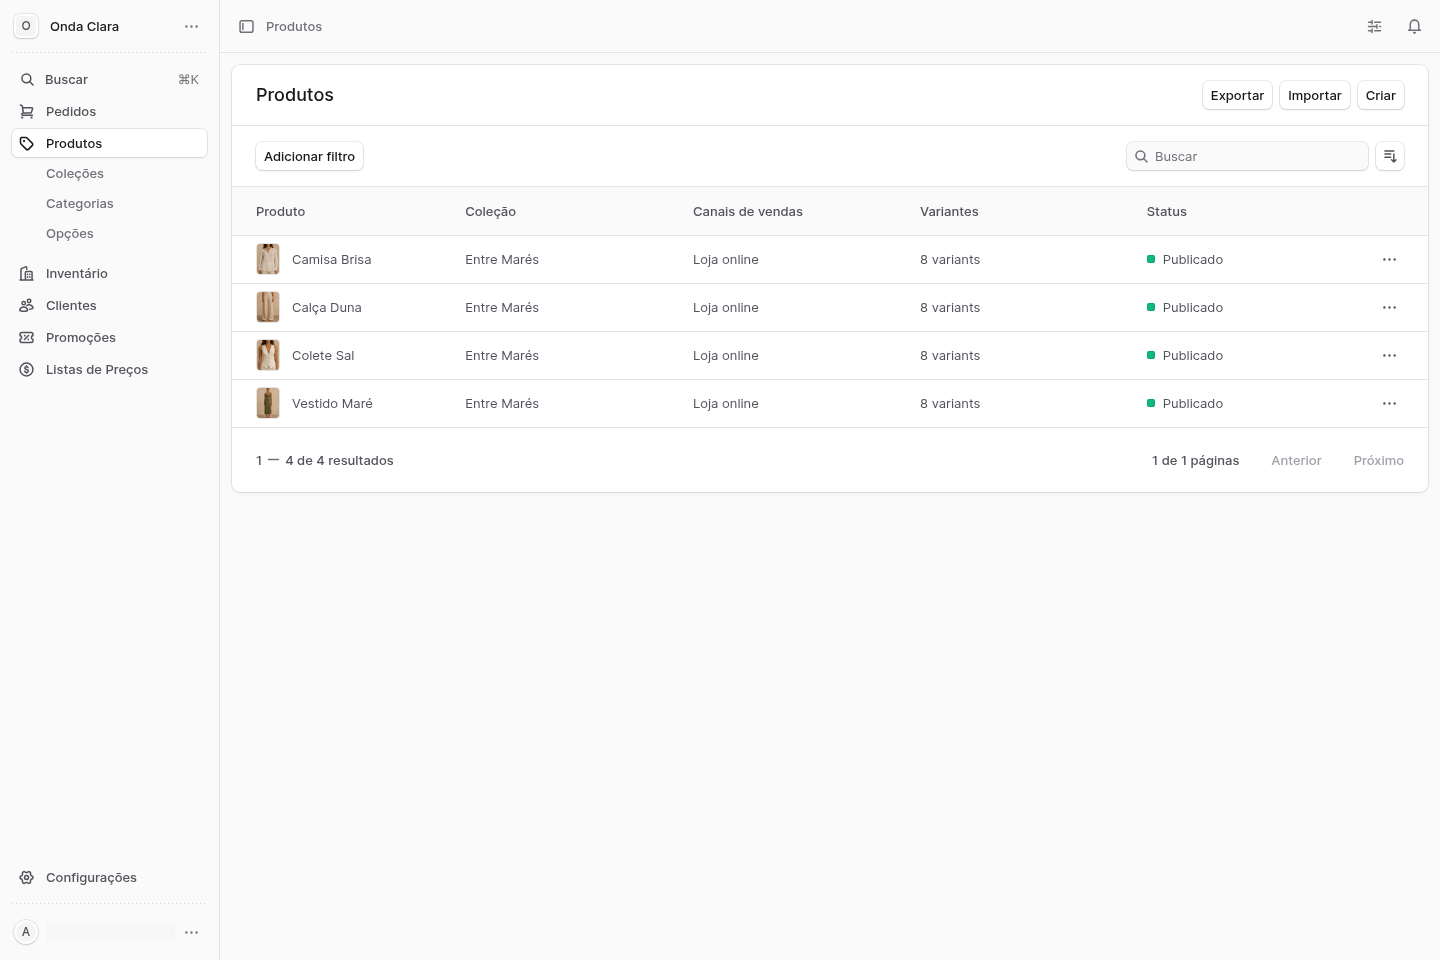 O Onda Clara
Buscar ⌘K
Pedidos
Produtos
Coleções
Categorias
Opções
Inventário
Clientes
Promoções
Listas de Preços
Configurações
A
Produtos
Produtos
Exportar Importar Criar
Adicionar filtro
Buscar
Produto Coleção Canais de vendas Variantes Status
Camisa Brisa Entre Marés Loja online 8 variants Publicado
Calça Duna Entre Marés Loja online 8 variants Publicado
Colete Sal Entre Marés Loja online 8 variants Publicado
Vestido Maré Entre Marés Loja online 8 variants Publicado
1 — 4 de 4 resultados 1 de 1 páginas Anterior Próximo